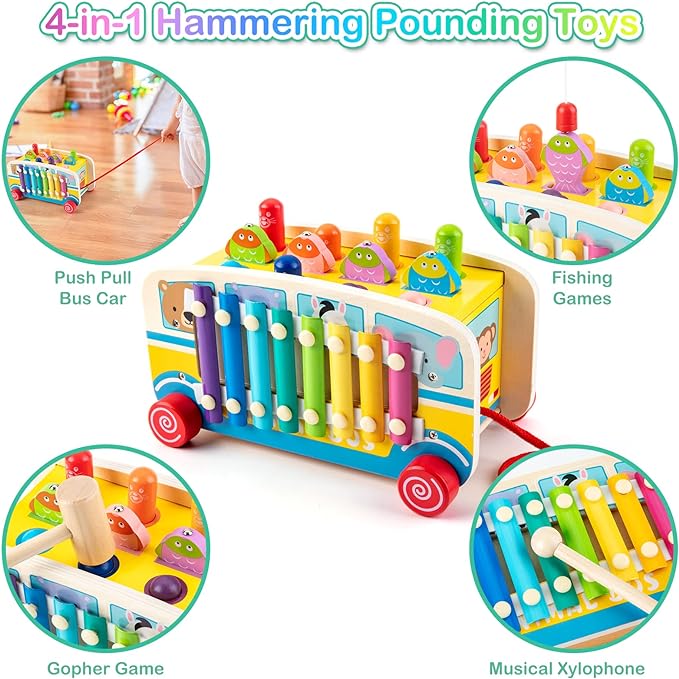 4-in-1 Hammering Pounding Toys
Push Pull
Bus Car
Fishing
Games
Gopher Game
Musical Xylophone